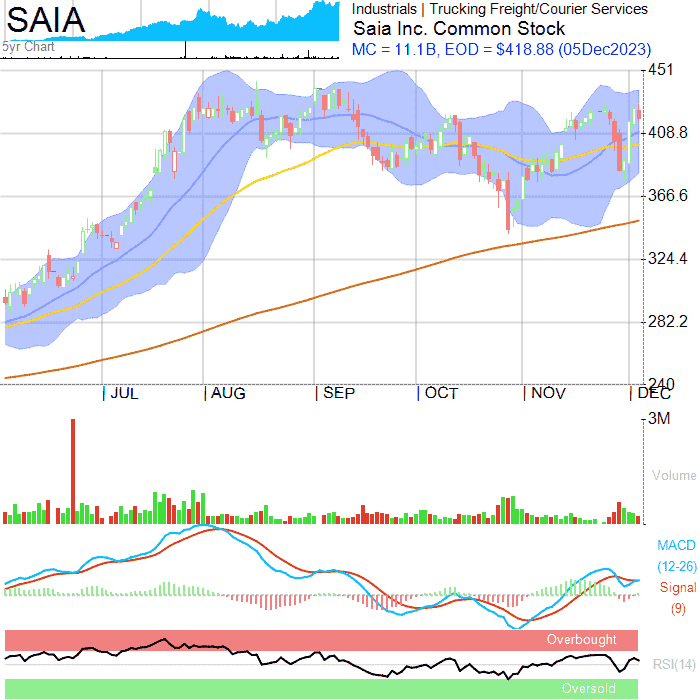 SAIA
5yr Chart
Industrials | Trucking Freight/Courier Services
Saia Inc. Common Stock
MC = 11.1B, EOD = $418.88 (05Dec2023)
451
408.8
366.6
324.4
282.2
240
JUL
AUG
SEP
OCT
NOV
DEC
3M
Volume
MACD
(12-26)
Signal
(9)
Overbought
RSI(14)
Oversold